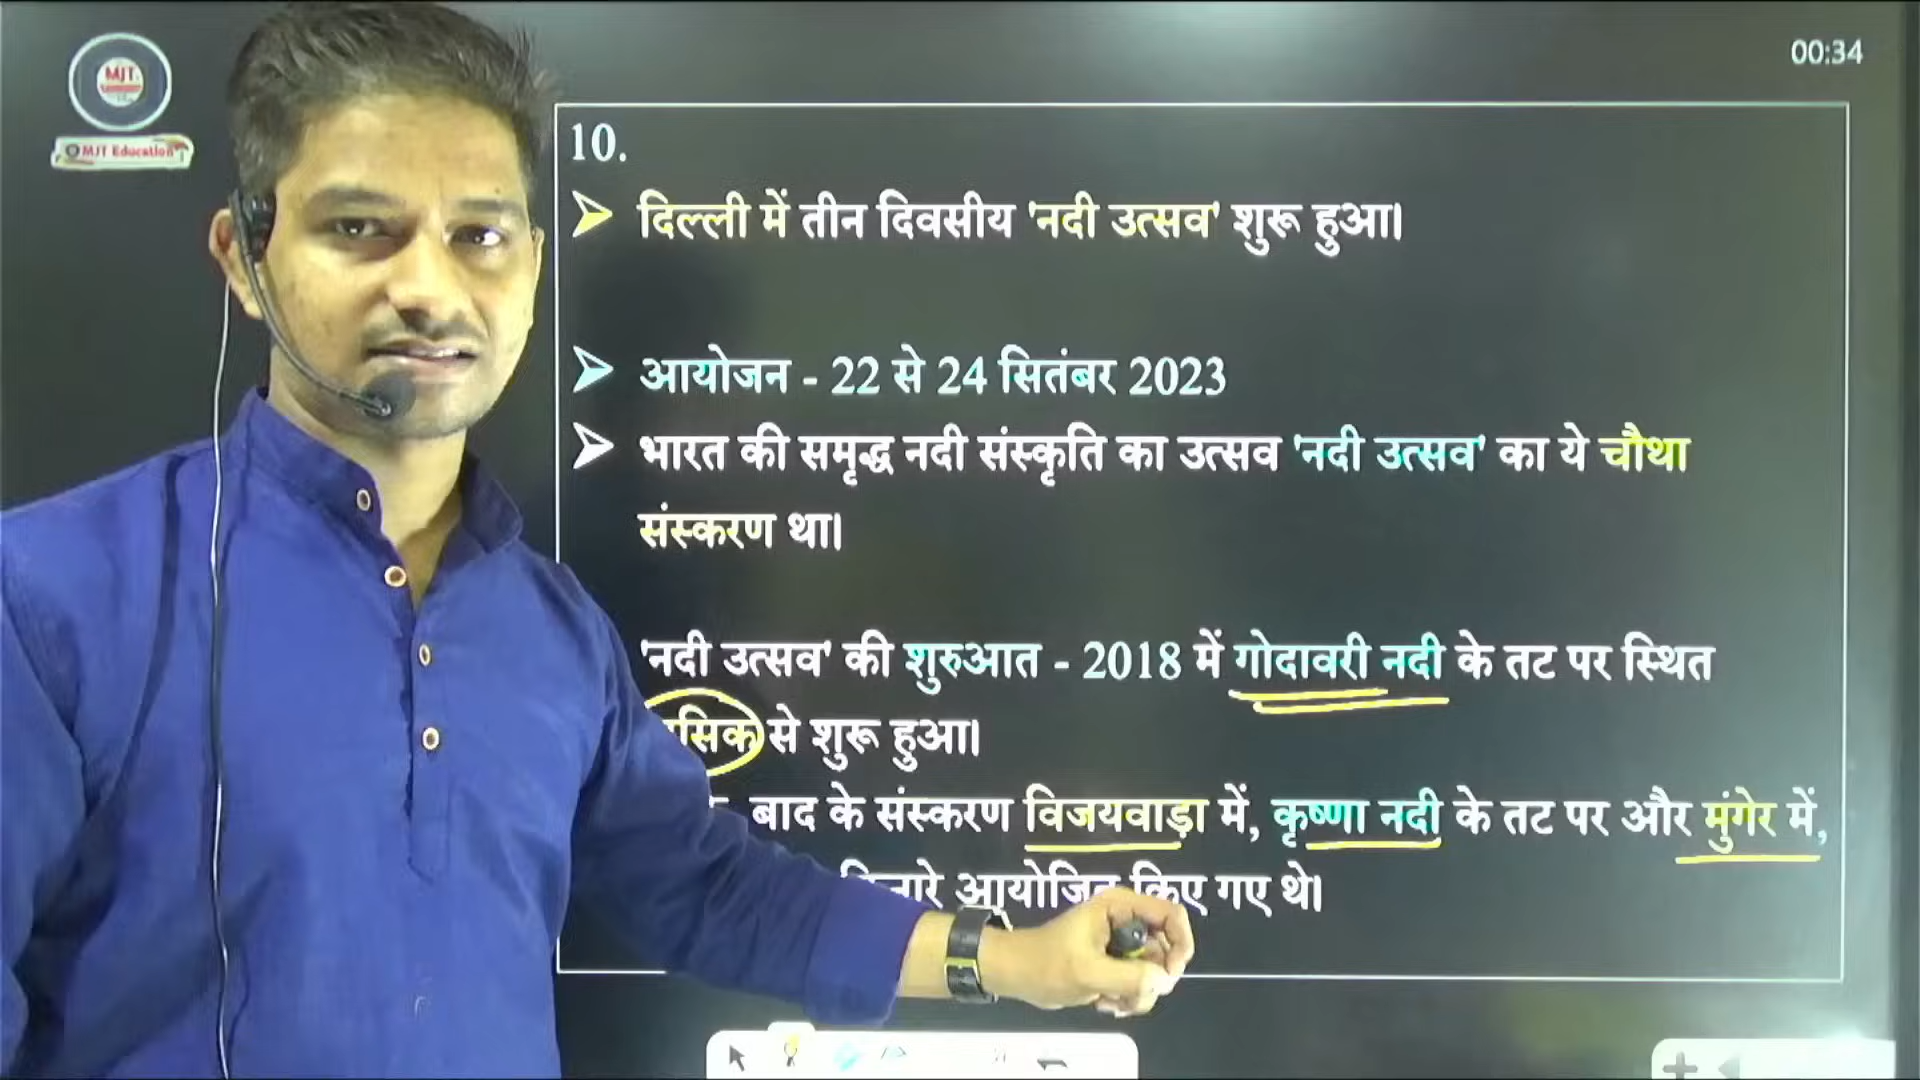 MJT
MJT Education
00:34
10.
दिल्ली में तीन दिवसीय 'नदी उत्सव' शुरू हुआ।
आयोजन - 22 से 24 सितंबर 2023
भारत की समृद्ध नदी संस्कृति का उत्सव 'नदी उत्सव' का ये चौथा
संस्करण था।
'नदी उत्सव' की शुरुआत - 2018 में गोदावरी नदी के तट पर स्थित
से शुरू हुआ।
बाद के संस्करण विजयवाड़ा में, कृष्णा नदी के तट पर और मुंगेर में,
आयोजित किए गए थे।